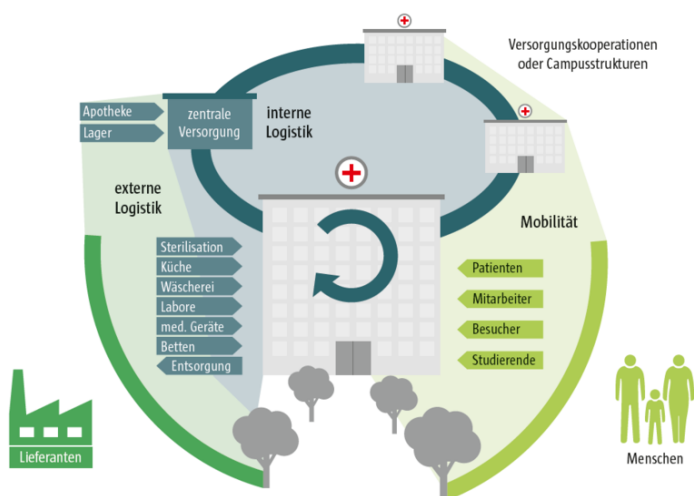 Versorgungskooperationen
oder Campusstrukturen
Apotheke
Lager
zentrale
Versorgung
interne
Logistik
externe
Logistik
Mobilität
Sterilisation
Küche
Wäscherei
Labore
med. Geräte
Betten
Entsorgung
Patienten
Mitarbeiter
Besucher
Studierende
Lieferanten
Menschen